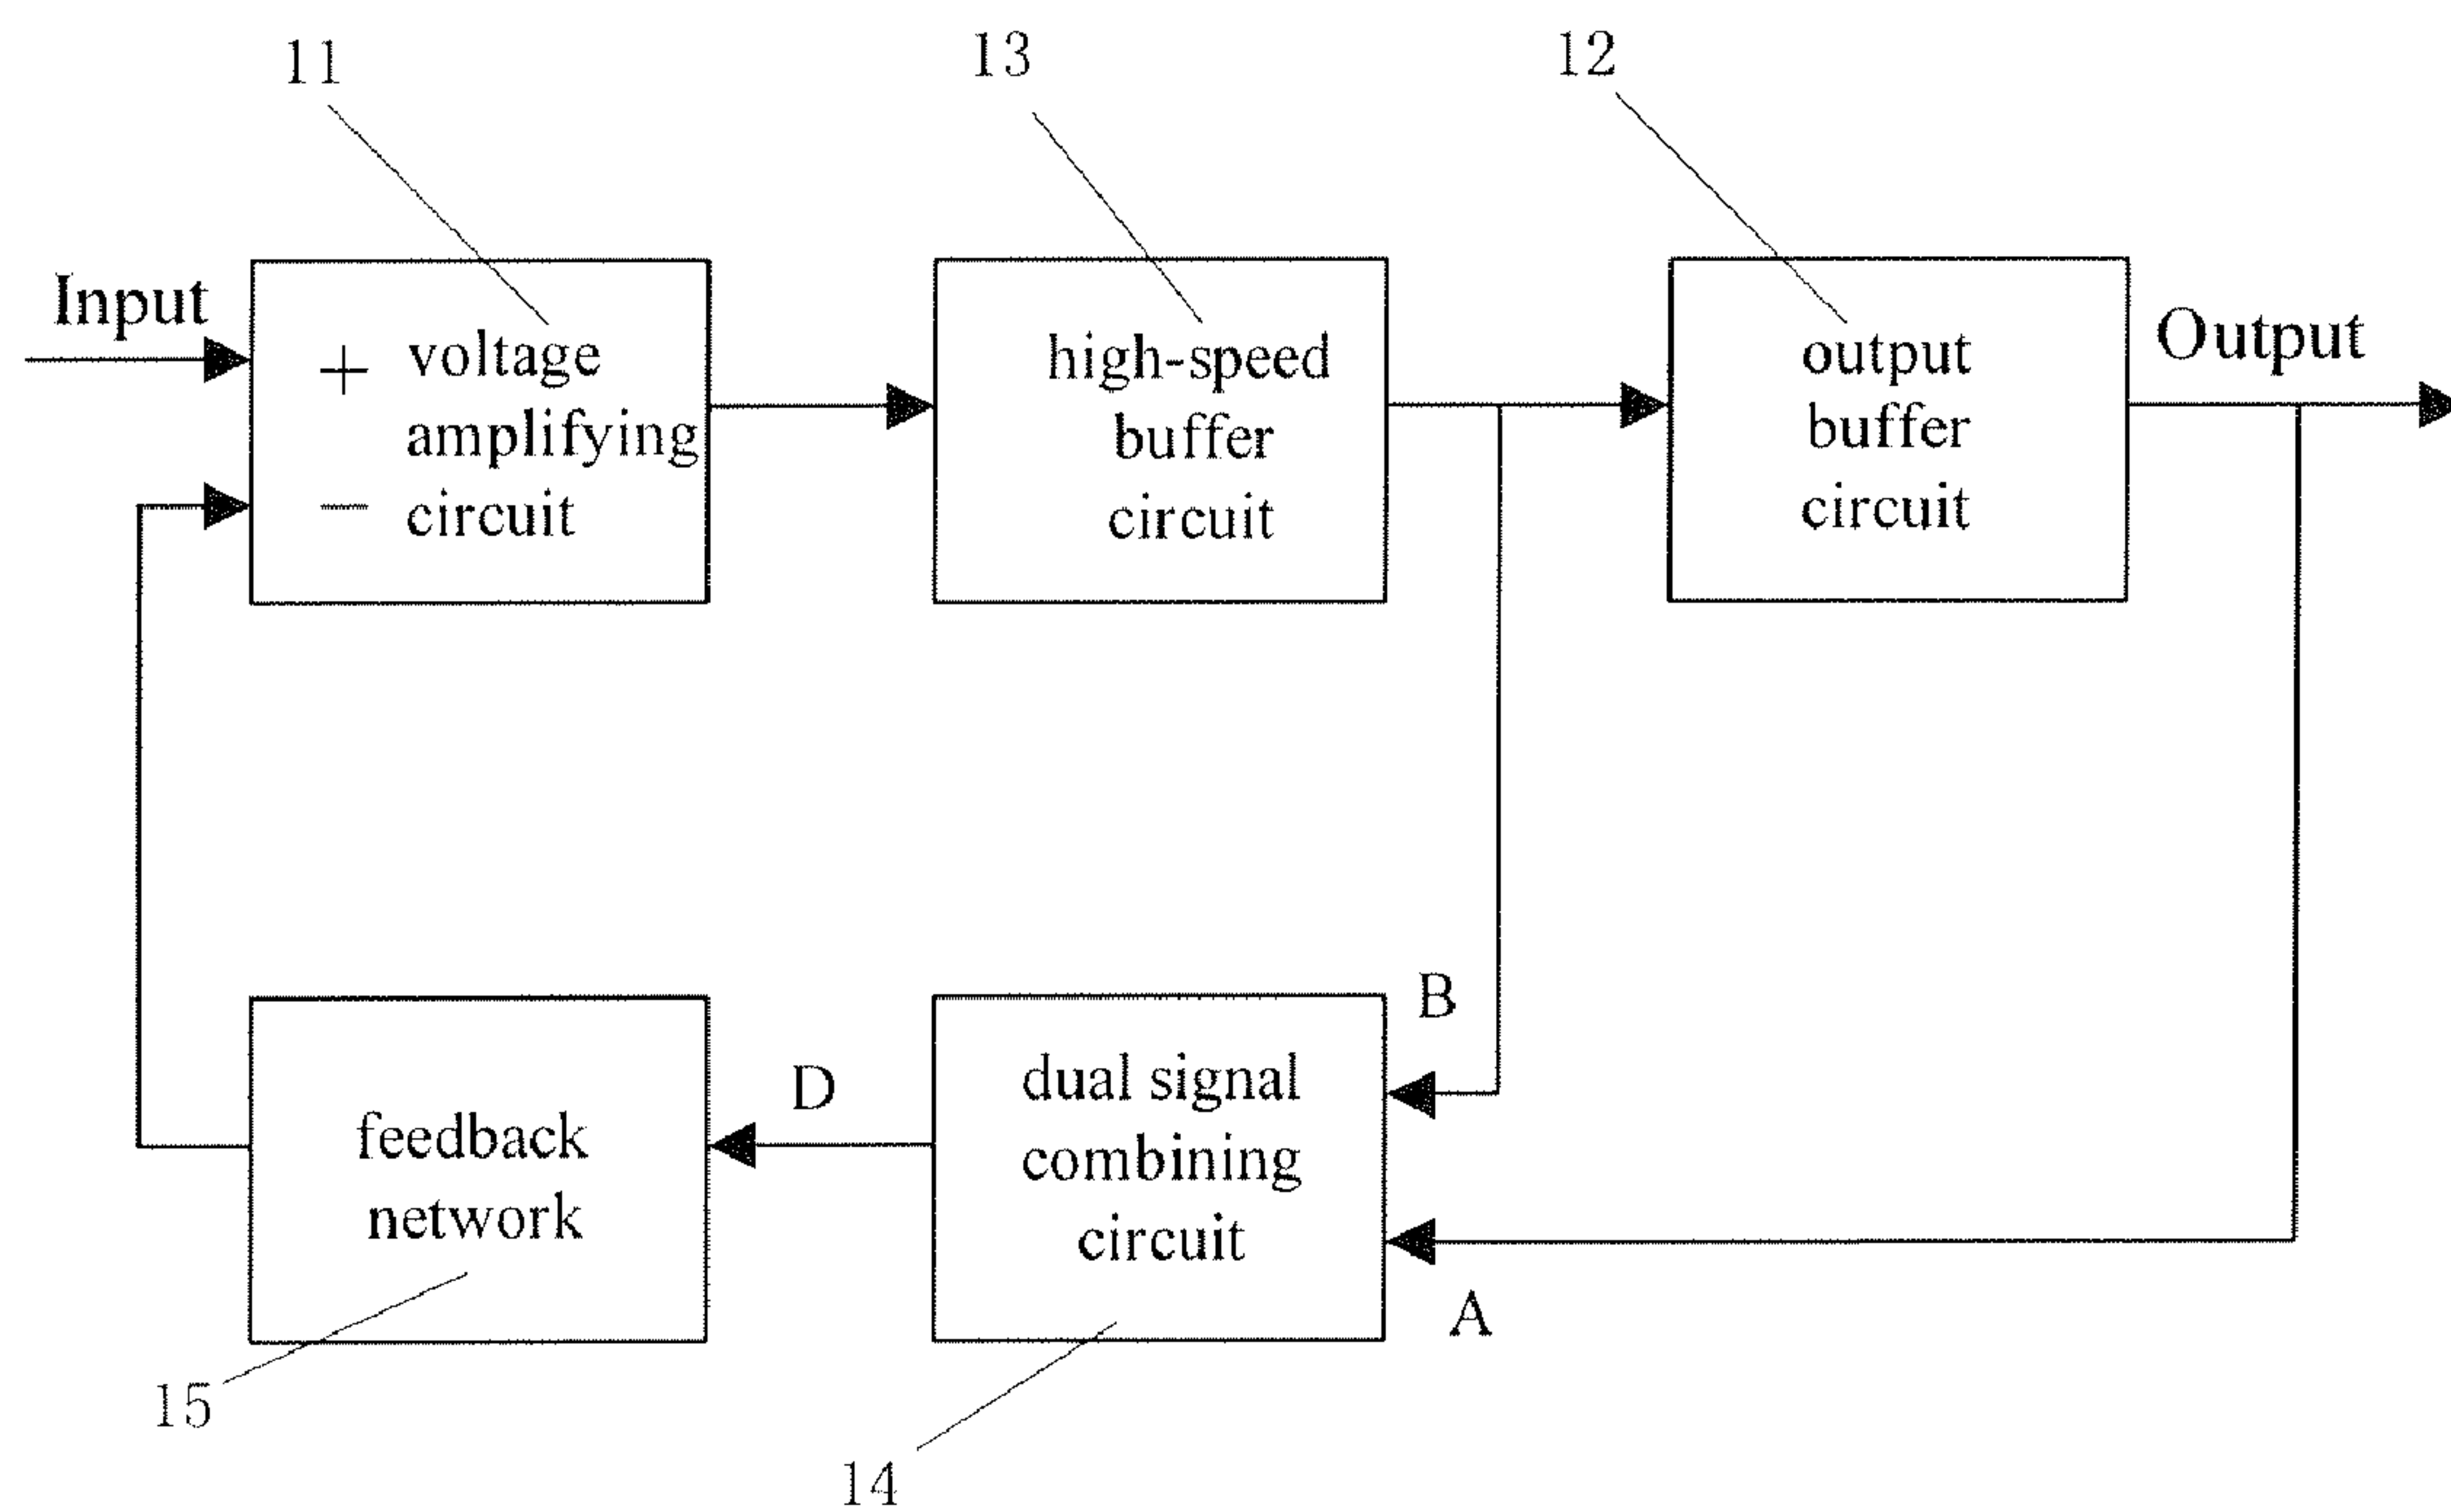 11
13
12
Input
+
voltage
amplifying
circuit
−
high-speed
buffer
circuit
output
buffer
circuit
Output
B
D
A
feedback
network
dual signal
combining
circuit
15
14